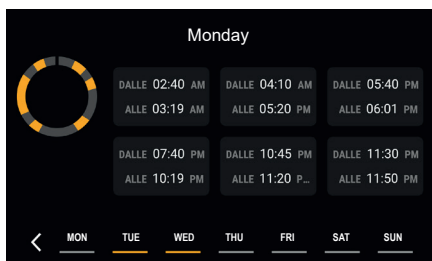 Monday
DALLE 02:40 AM DALLE 04:10 AM DALLE 05:40 PM
ALLE 03:19 AM ALLE 05:20 PM ALLE 06:01 PM
DALLE 07:40 PM DALLE 10:45 PM DALLE 11:30 PM
ALLE 10:19 PM ALLE 11:20 P... ALLE 11:50 PM
MON TUE WED THU FRI SAT SUN